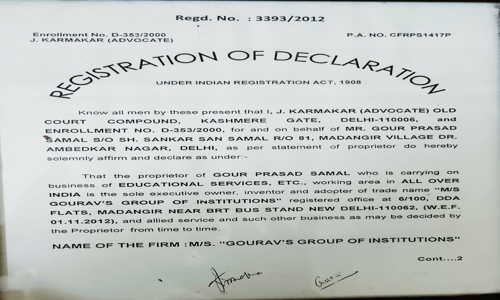 Regd. No. : 3393/2012
Enrollment No. D-353/2000
P.A. NO. CFRPS1417P
J. KARMAKAR (ADVOCATE)
REGISTRATION OF DECLARATION
UNDER INDIAN REGISTRATION ACT, 1908
Know all men by these present that I, J. KARMAKAR (ADVOCATE) OLD
COURT COMPOUND, KASHMERE GATE, DELHI-110006, and
ENROLLMENT NO. D-353/2000, for and on behalf of MR. GOUR PRASAD
SAMAL S/O SH. SANKAR SAN SAMAL R/O 81, MADANGIR VILLAGE DR.
AMBEDKAR NAGAR, DELHI, as per statement of proprietor do hereby
solemnly affirm and declare as under:-
That the proprietor of GOUR PRASAD SAMAL who is carrying on
business of EDUCATIONAL SERVICES, ETC., working area in ALL OVER
INDIA is the sole executive owner, inventor and adopter of trade name "M/S
GOURAV'S GROUP OF INSTITUTIONS" registered office at 6/100, DDA
FLATS, MADANGIR NEAR BRT BUS STAND NEW DELHI-110062, (W.E.F.
01.11.2012), and allied service and such other business as may be decided by
the Proprietor from time to time.
NAME OF THE FIRM :M/S. "GOURAV'S GROUP OF INSTITUTIONS"
Cont....2